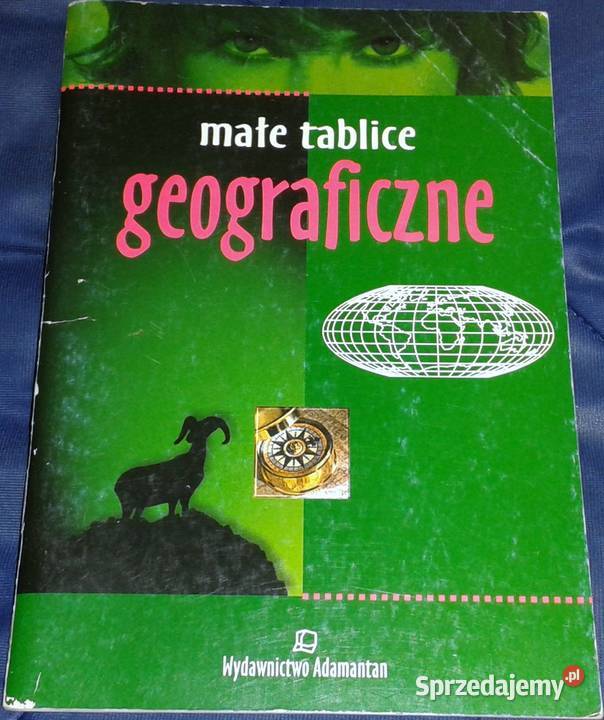 małe tablice
geograficzne
Wydawnictwo Adamantan
Sprzedajemy.pl